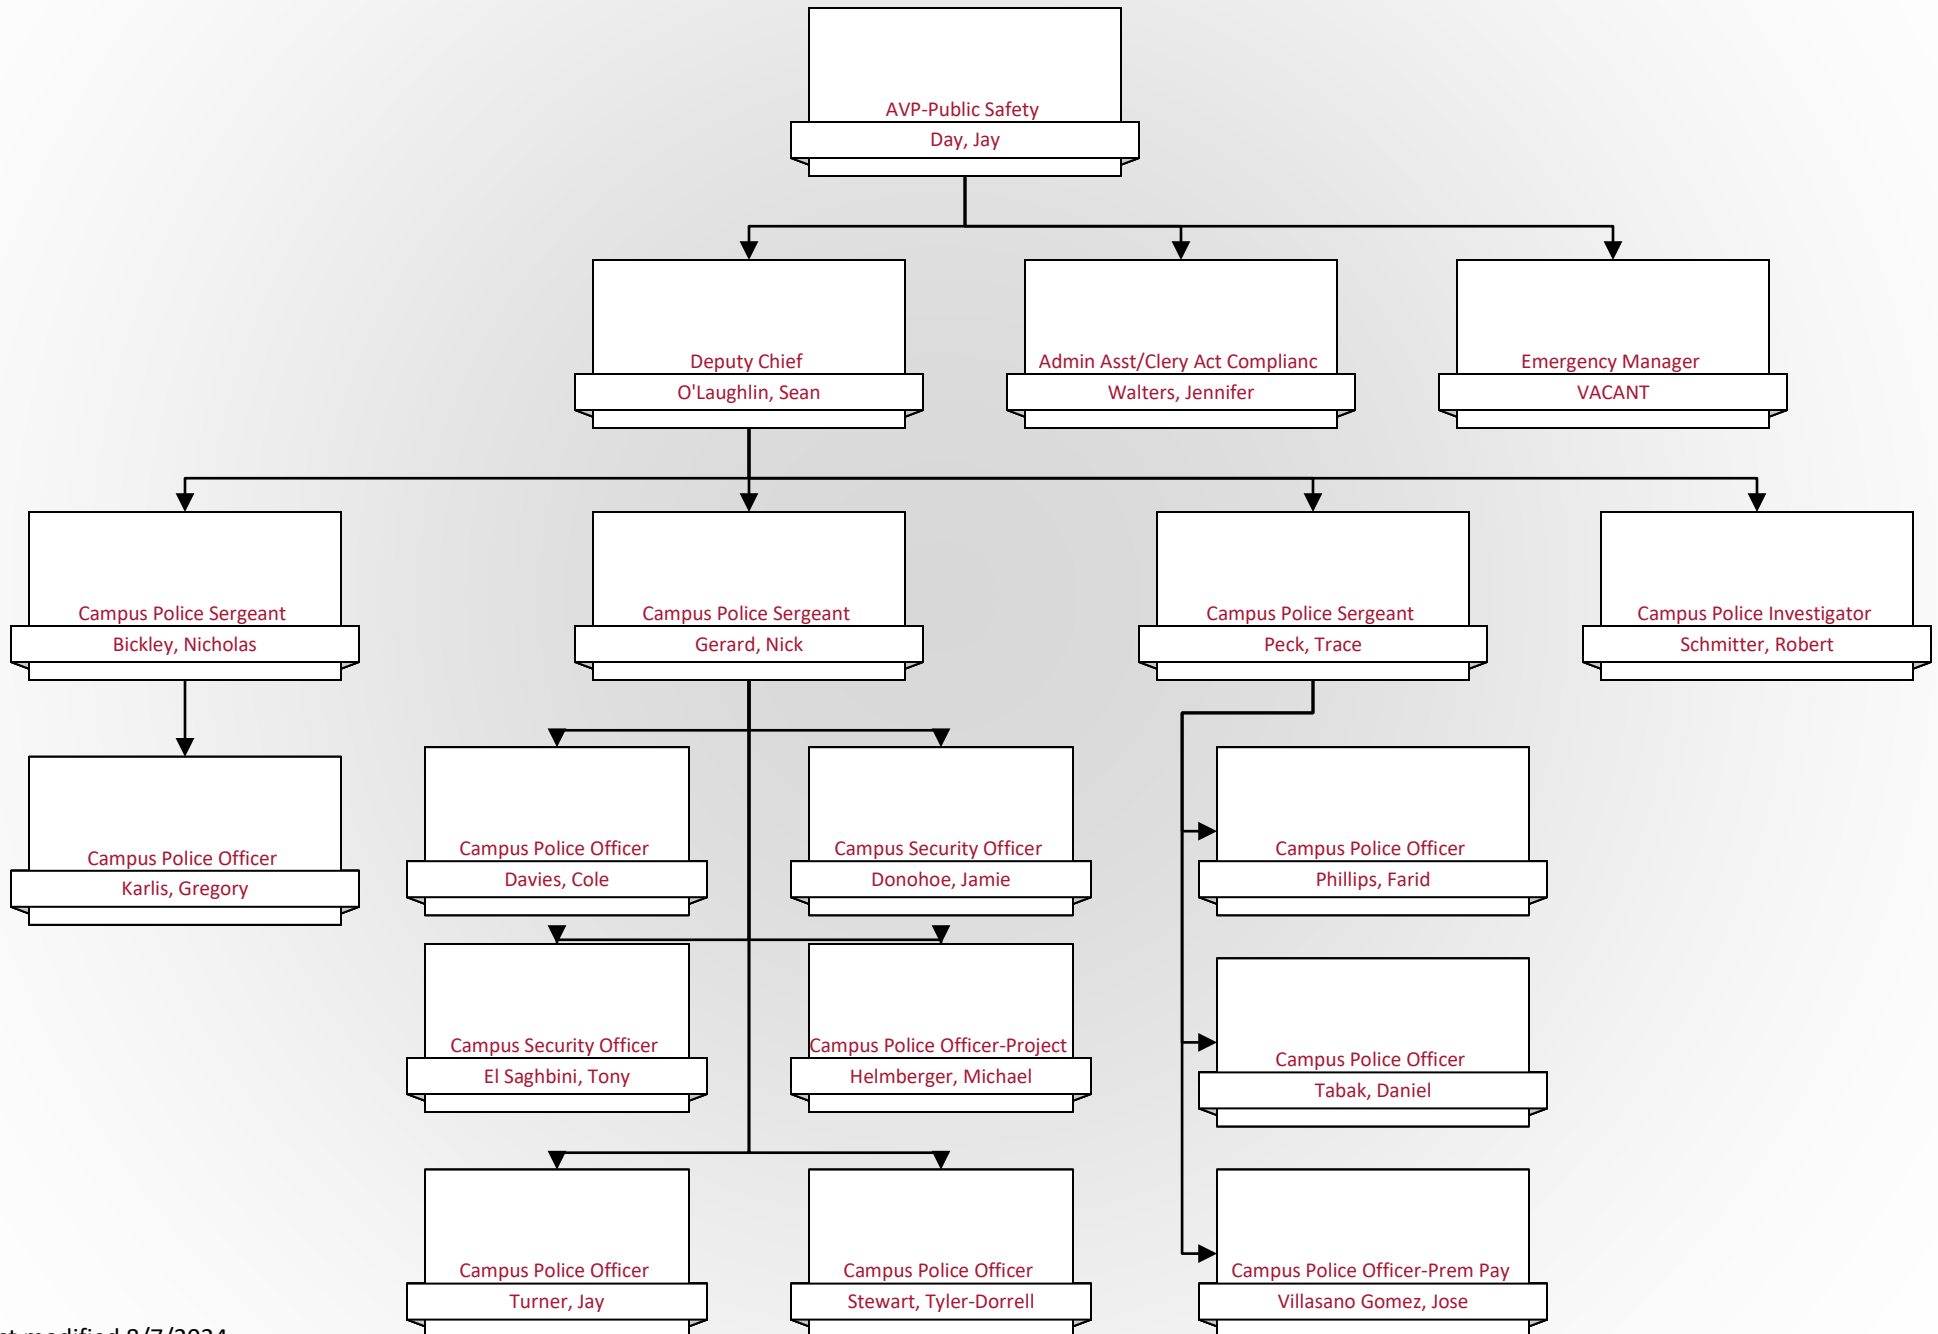 AVP-Public Safety
Day, Jay
Deputy Chief
O'Laughlin, Sean
Admin Asst/Clery Act Complianc
Walters, Jennifer
Emergency Manager
VACANT
Campus Police Sergeant
Bickley, Nicholas
Campus Police Sergeant
Gerard, Nick
Campus Police Sergeant
Peck, Trace
Campus Police Investigator
Schmitter, Robert
Campus Police Officer
Karlis, Gregory
Campus Police Officer
Davies, Cole
Campus Security Officer
Donohoe, Jamie
Campus Police Officer
Phillips, Farid
Campus Security Officer
El Saghbini, Tony
Campus Police Officer-Project
Helmberger, Michael
Campus Police Officer
Tabak, Daniel
Campus Police Officer
Turner, Jay
Campus Police Officer
Stewart, Tyler-Dorrell
Campus Police Officer-Prem Pay
Villasano Gomez, Jose
modified 8/7/2024